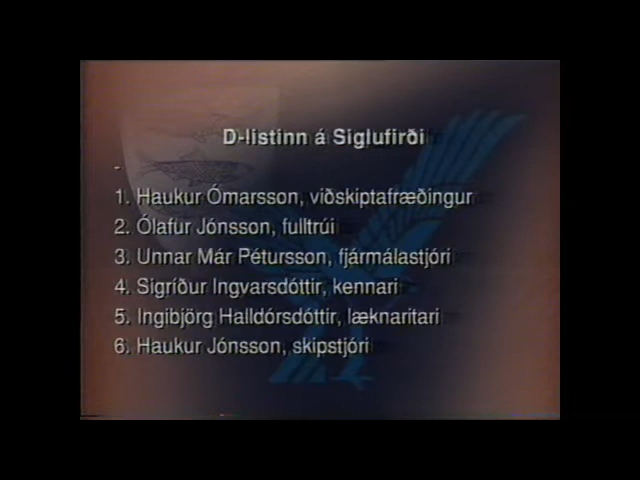 D-listinn á Siglufirði
-
1. Haukur Ómarsson, viðskiptafræðingur
2. Ólafur Jónsson, fulltrúi
3. Unnar Már Pétursson, fjármálastjóri
4. Sigríður Ingvarsdóttir, kennari
5. Ingibjörg Halldórsdóttir, læknaritari
6. Haukur Jónsson, skipstjóri